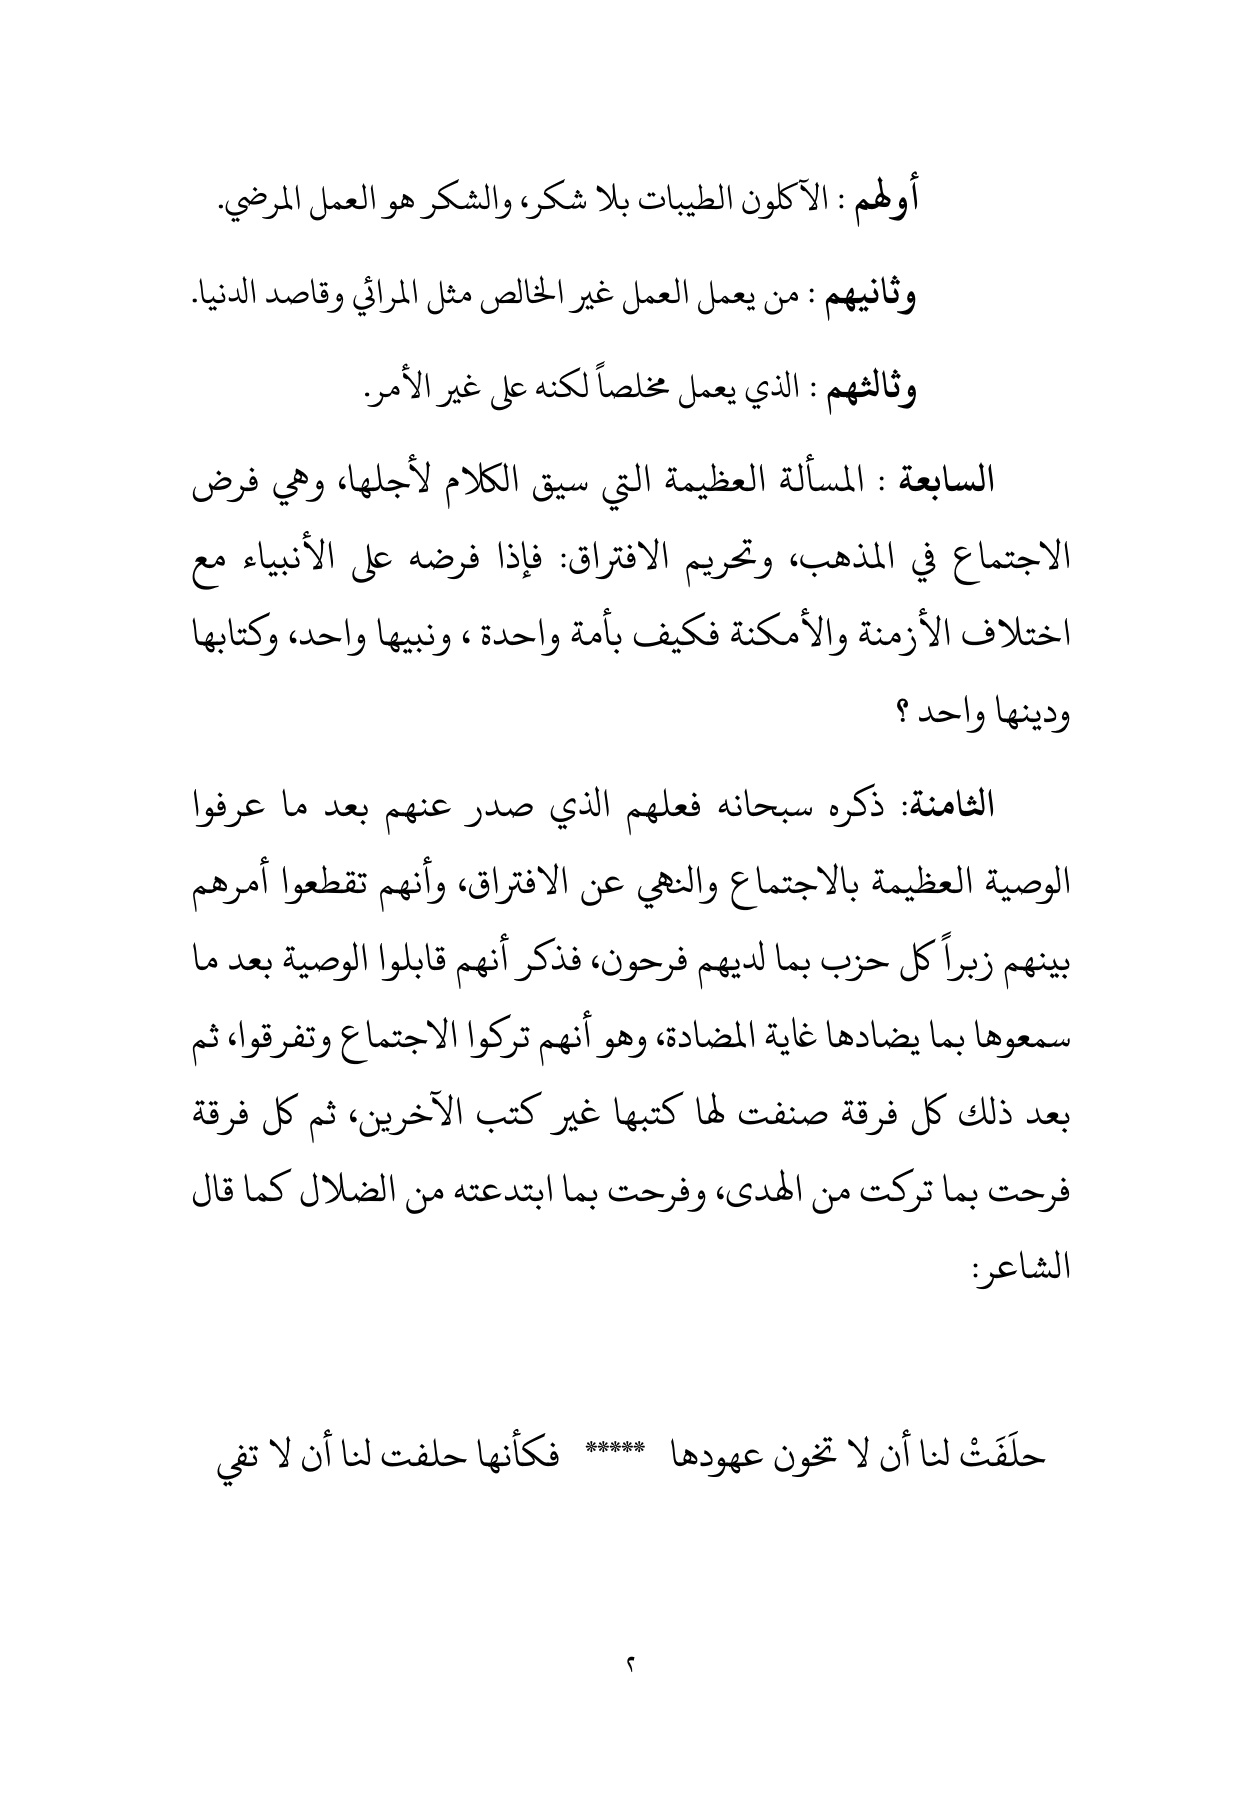 أولهم : الآكلون الطيبات بلا شكر، والشكر هو العمل المرضي.
وثانيهم : من يعمل العمل غير الخالص مثل المرائي وقاصد الدنيا.
وثالثهم : الذي يعمل مخلصاً لكنه على غير الأمر.
السابعة : المسألة العظيمة التي سيق الكلام لأجلها، وهي فرض
الاجتماع في المذهب، وتحريم الافتراق: فإذا فرضه على الأنبياء مع
اختلاف الأزمنة والأمكنة فكيف بأمة واحدة ، ونبيها واحد، وكتابها
ودينها واحد ؟
الثامنة: ذكره سبحانه فعلهم الذي صدر عنهم بعد ما عرفوا
الوصية العظيمة بالاجتماع والنهي عن الافتراق، وأنهم تقطعوا أمرهم
بينهم زبراً كل حزب بما لديهم فرحون، فذكر أنهم قابلوا الوصية بعد ما
سمعوها بما يضادها غاية المضادة، وهو أنهم تركوا الاجتماع وتفرقوا، ثم
بعد ذلك كل فرقة صنفت لها كتبها غير كتب الآخرين، ثم كل فرقة
فرحت بما تركت من الهدى، وفرحت بما ابتدعته من الضلال كما قال
الشاعر:
حلَفَتْ لنا أن لا تخون عهودها ***** فكأنها حلفت لنا أن لا تفي
٢